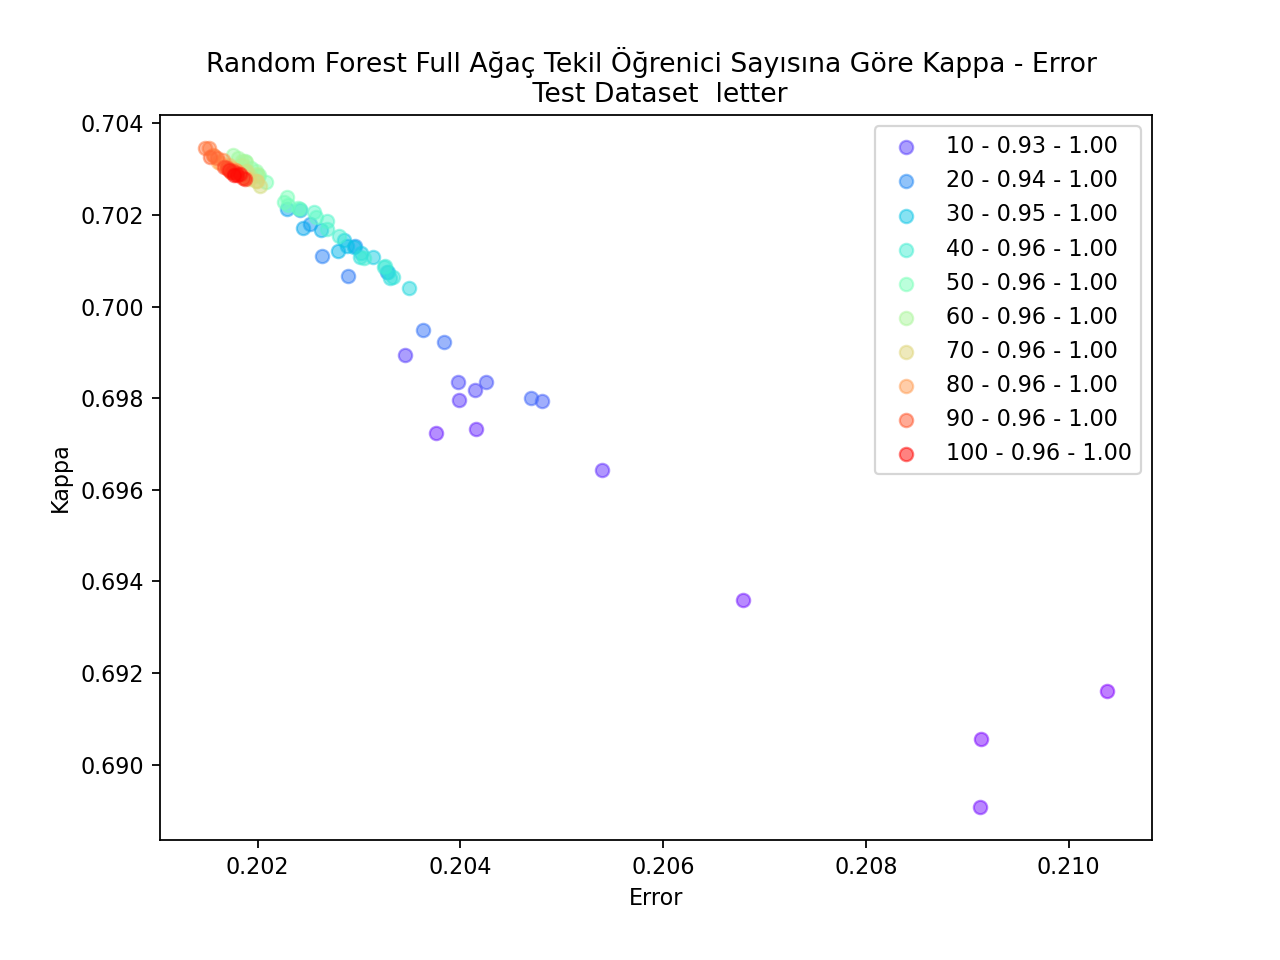 Random Forest Full Ağaç Tekil Öğrenici Sayısına Göre Kappa - Error
Test Dataset  letter
0.704
0.702
0.700
0.698
0.696
0.694
0.692
0.690
Kappa
10 - 0.93 - 1.00
20 - 0.94 - 1.00
30 - 0.95 - 1.00
40 - 0.96 - 1.00
50 - 0.96 - 1.00
60 - 0.96 - 1.00
70 - 0.96 - 1.00
80 - 0.96 - 1.00
90 - 0.96 - 1.00
100 - 0.96 - 1.00
0.202 0.204 0.206 0.208 0.210
Error